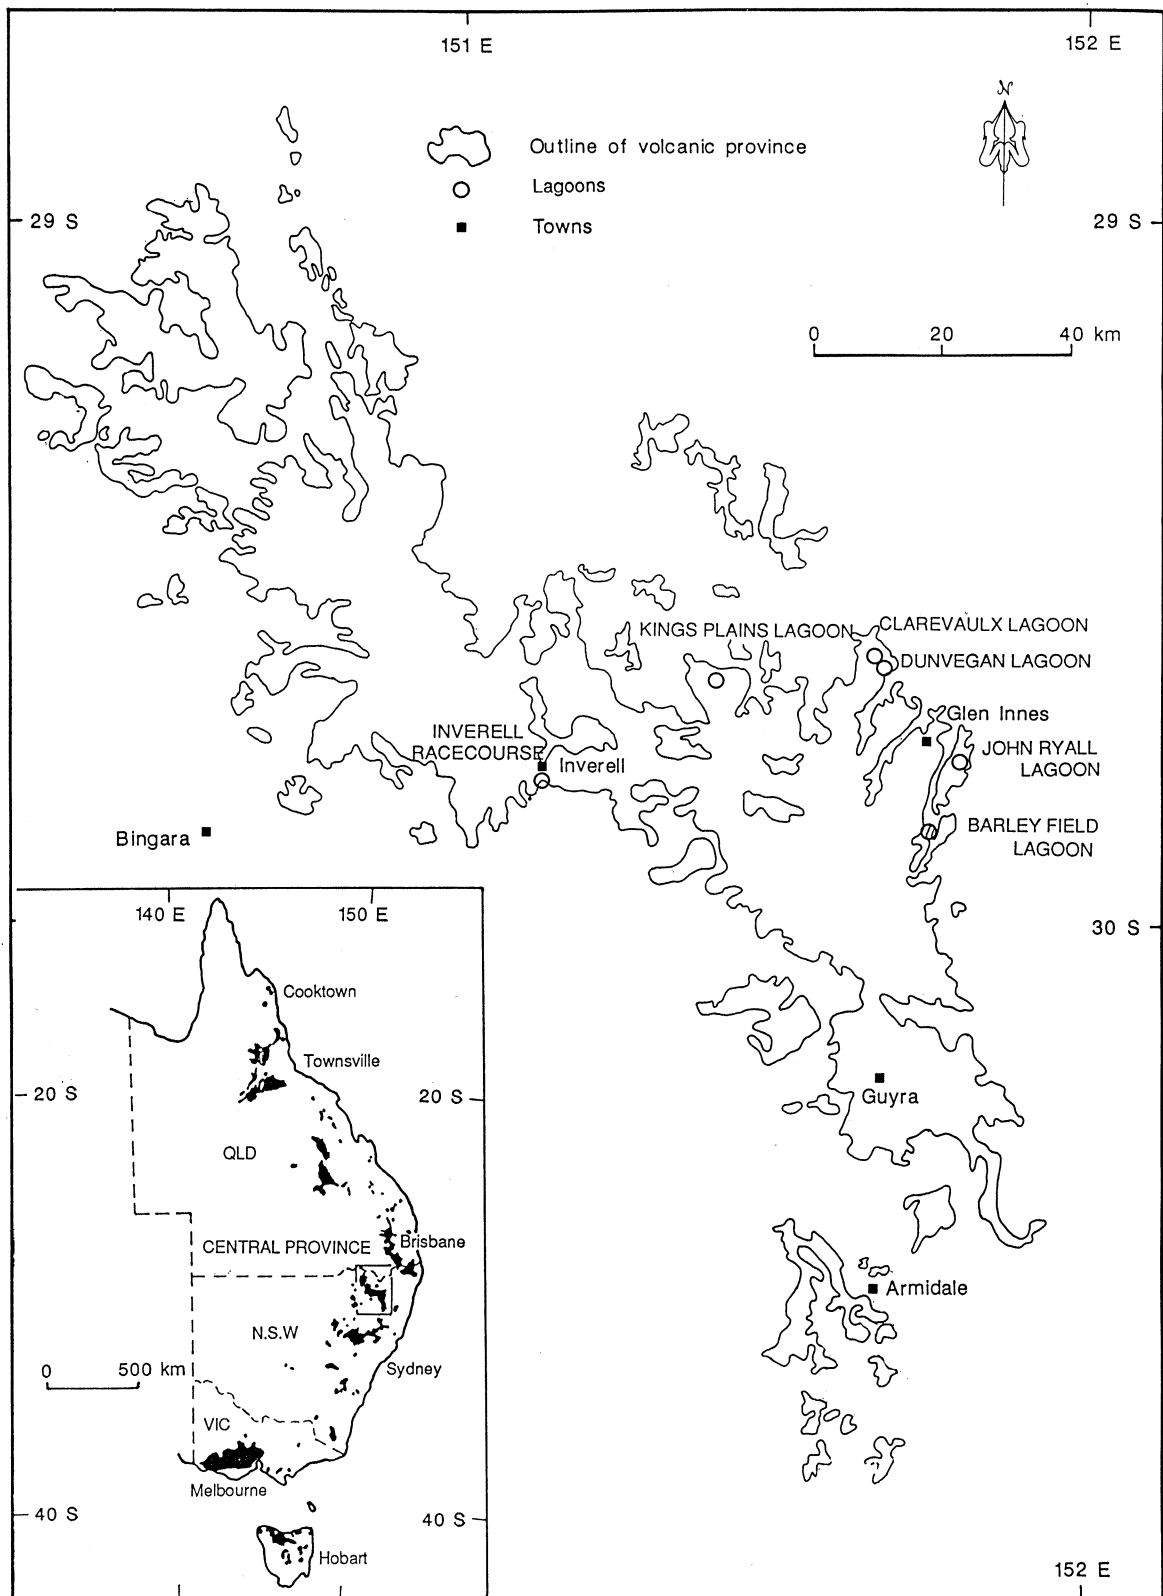 151 E
152 E
N
Outline of volcanic province
Lagoons
Towns
29 S
29 S
0 20 40 km
KINGS PLAINS LAGOON
CLAREVAULX LAGOON
DUNVEGAN LAGOON
Glen Innes
INVERELL
RACECOURSE
Inverell
JOHN RYALL
LAGOON
Bingara
BARLEY FIELD
LAGOON
30 S
Guyra
Armidale
152 E
140 E
150 E
Cooktown
Townsville
20 S
20 S
QLD
CENTRAL PROVINCE
Brisbane
N.S.W
0 500 km
Sydney
VIC
Melbourne
40 S
40 S
Hobart